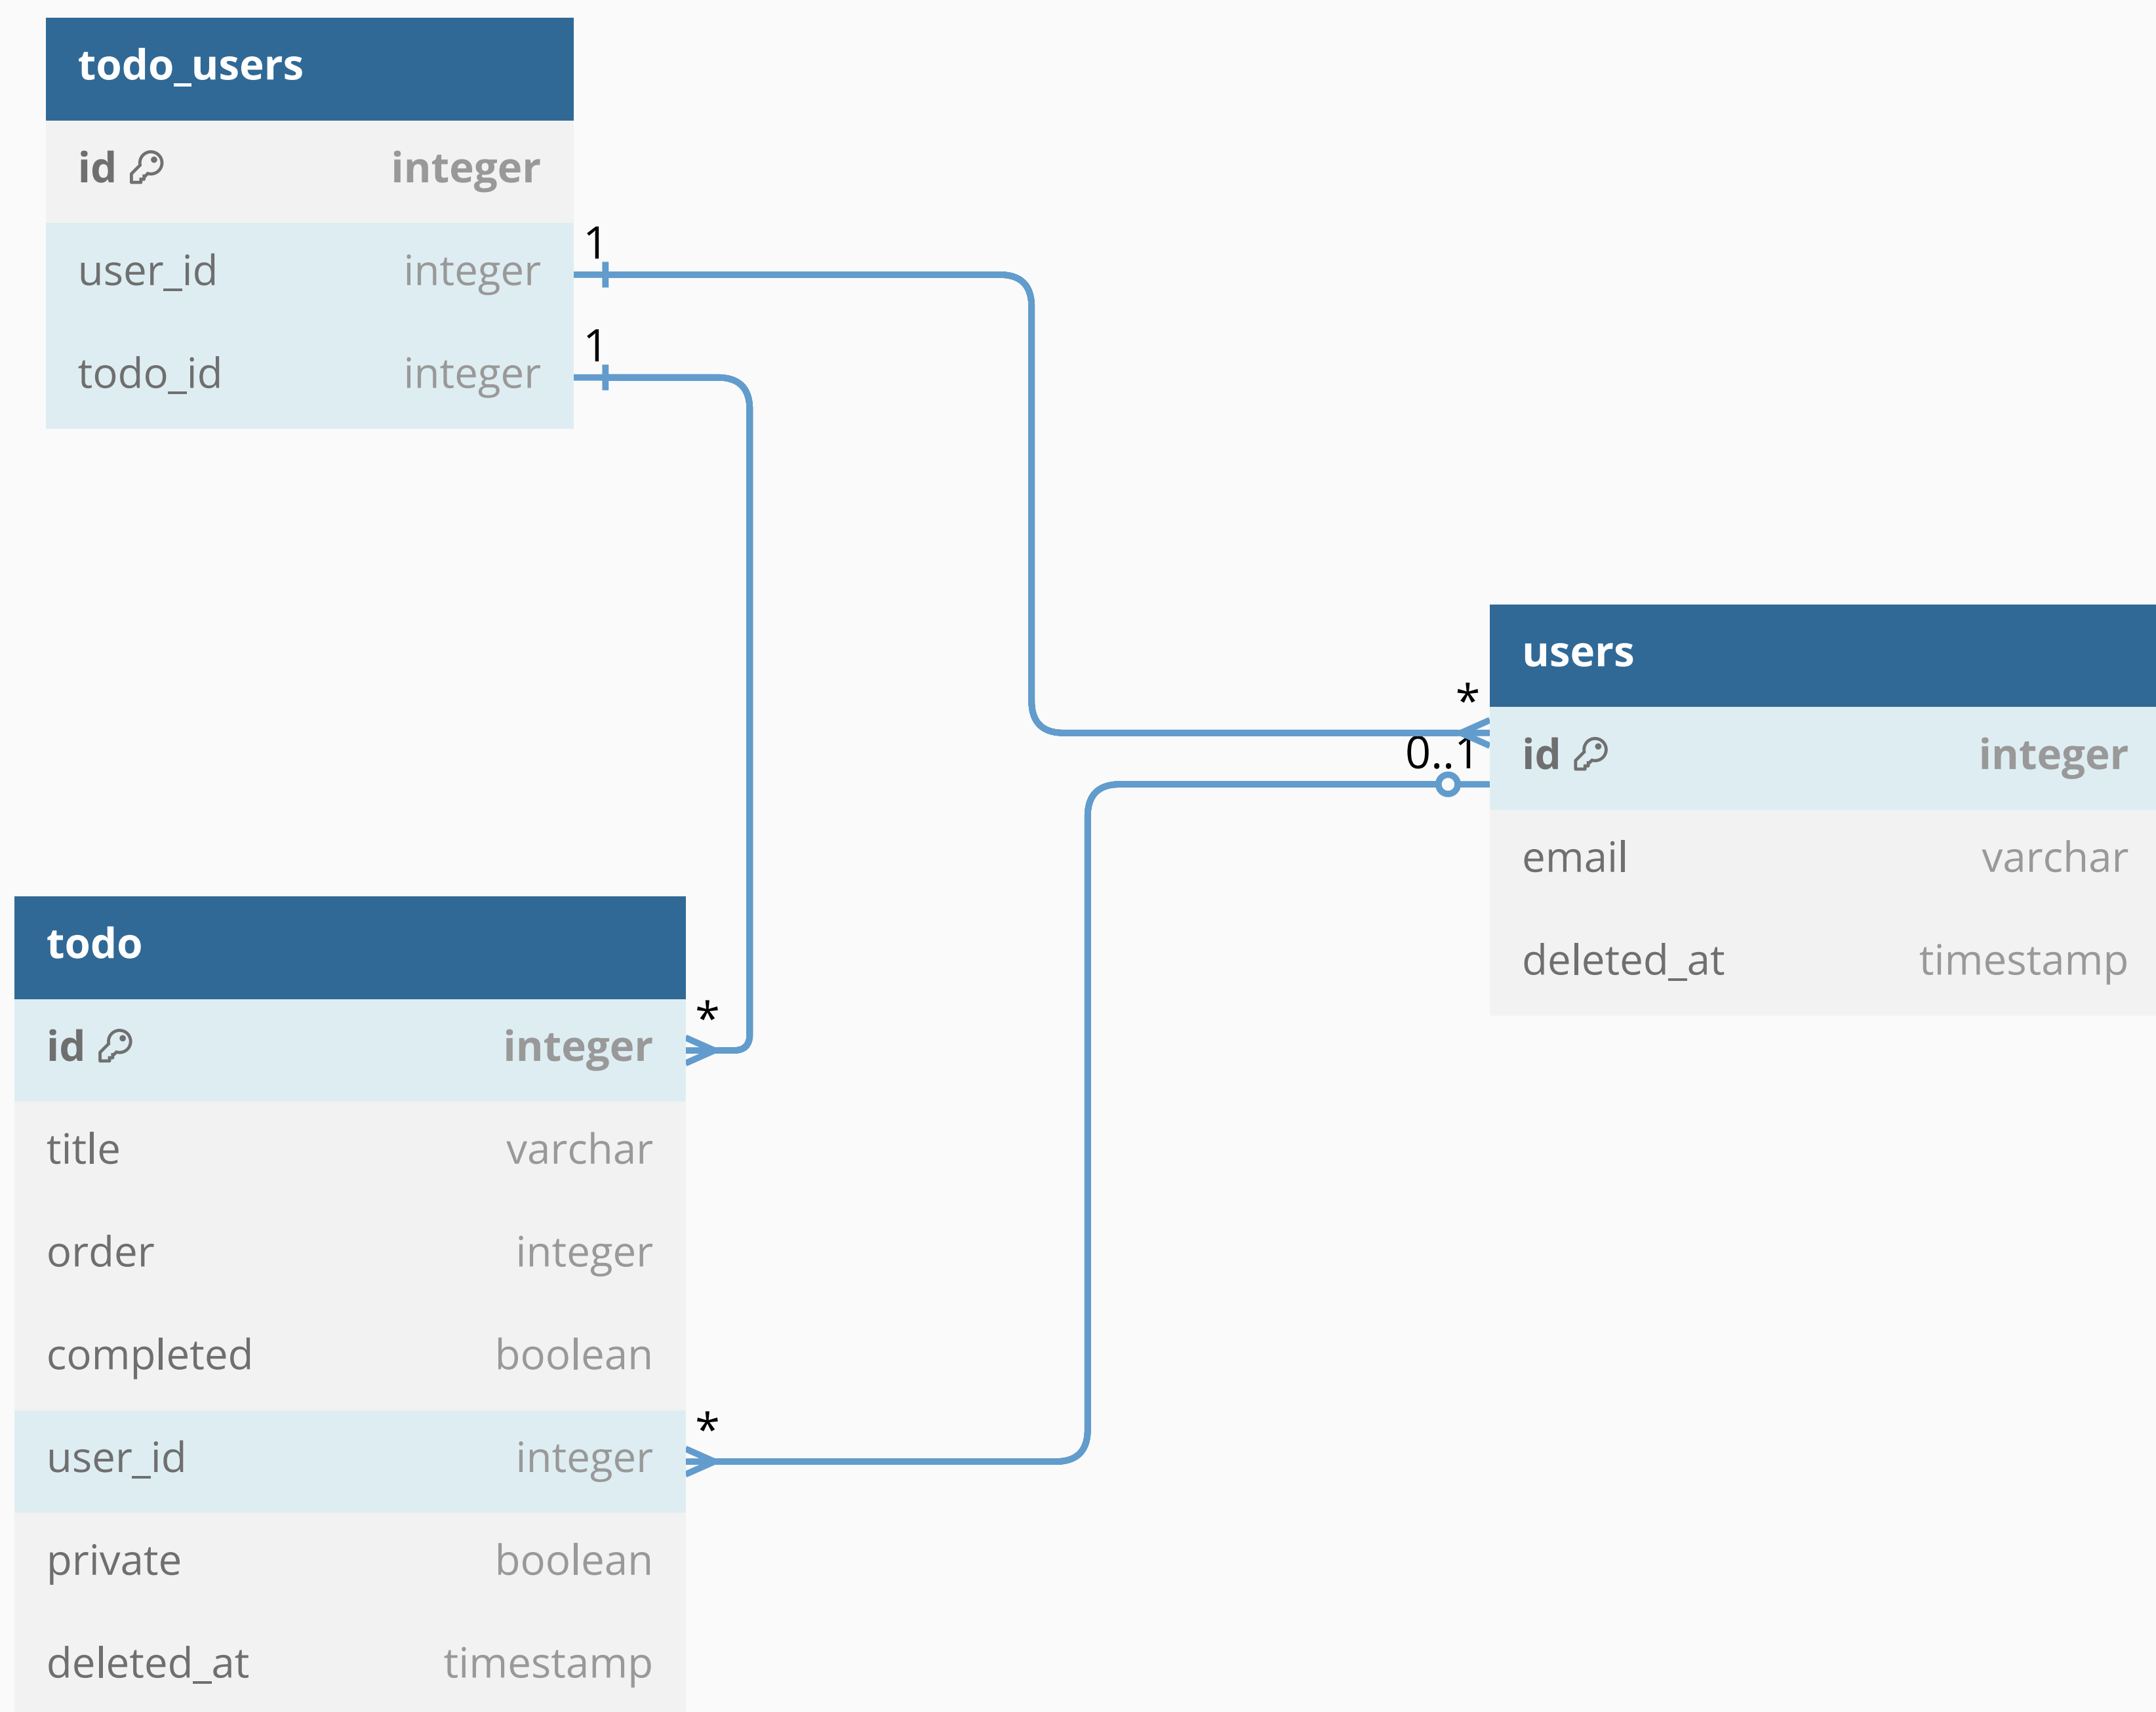 todo_users
id integer
user_id integer
todo_id integer
1
1
users
id integer
email varchar
deleted_at timestamp
*
0..1
todo
id integer
title varchar
order integer
completed boolean
user_id integer
private boolean
deleted_at timestamp
*
*